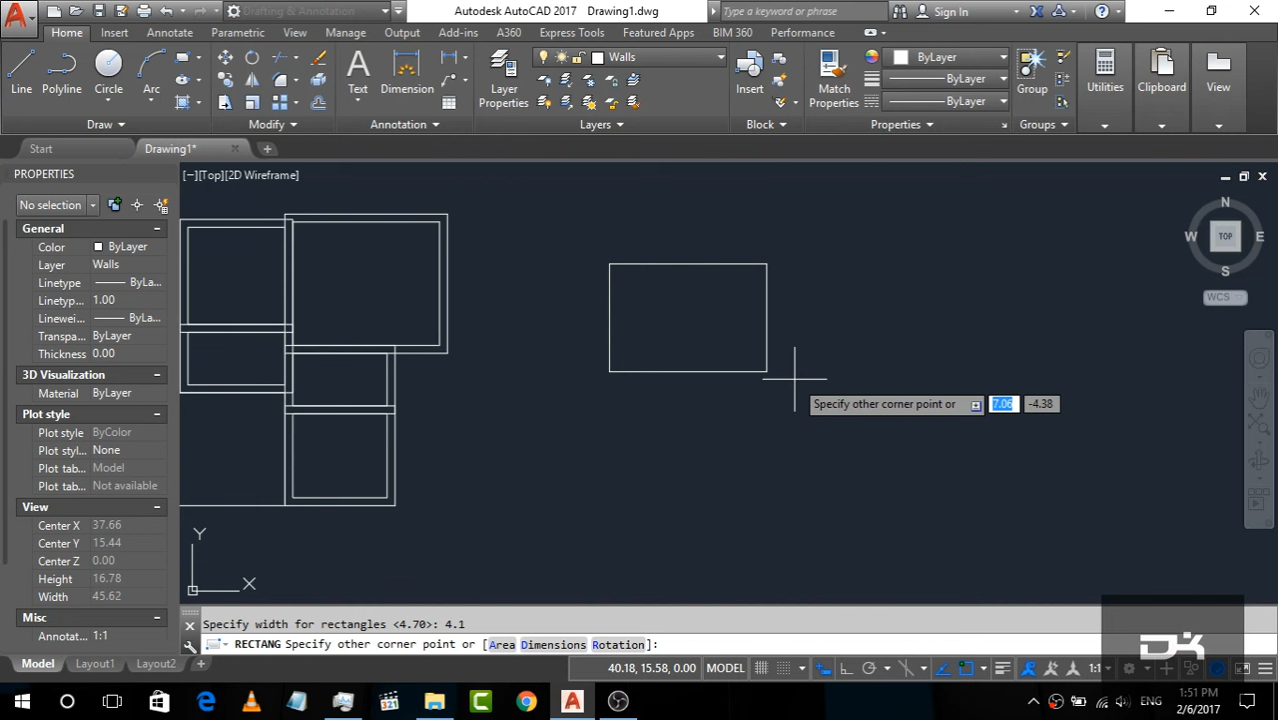 Drafting & Annotation
Autodesk AutoCAD 2017 Drawing1.dwg
Type a keyword or phrase
Sign In
Home Insert Annotate Parametric View Manage Output Add-ins A360 Express Tools Featured Apps BIM 360 Performance
Walls
ByLayer
ByLayer
ByLayer
Line Polyline Circle Arc Text Dimension Layer Properties Insert Match Properties Group Utilities Clipboard View
Draw Modify Annotation Layers Block Properties Groups
Start Drawing1* +
PROPERTIES
[−][Top][2D Wireframe]
No selection
General
Color ByLayer
Layer Walls
Linetype ByLa...
Linetyp... 1.00
Linewei... ByLa...
Transpa... ByLayer
Thickness 0.00
3D Visualization
Material ByLayer
Plot style
Plot style ByColor
Plot styl... None
Plot tab... Model
Plot tab... Not available
View
Center X 37.66
Center Y 15.44
Center Z 0.00
Height 16.78
Width 45.62
Misc
Annotat... 1:1
N
W TOP E
S
WCS
Specify other corner point or 7.06 -4.38
Y
X
Specify width for rectangles <4.70>: 4.1
RECTANG Specify other corner point or [Area Dimensions Rotation]:
Model Layout1 Layout2 +
40.18, 15.58, 0.00 MODEL 1:1
DK
321
ENG
1:51 PM
2/6/2017